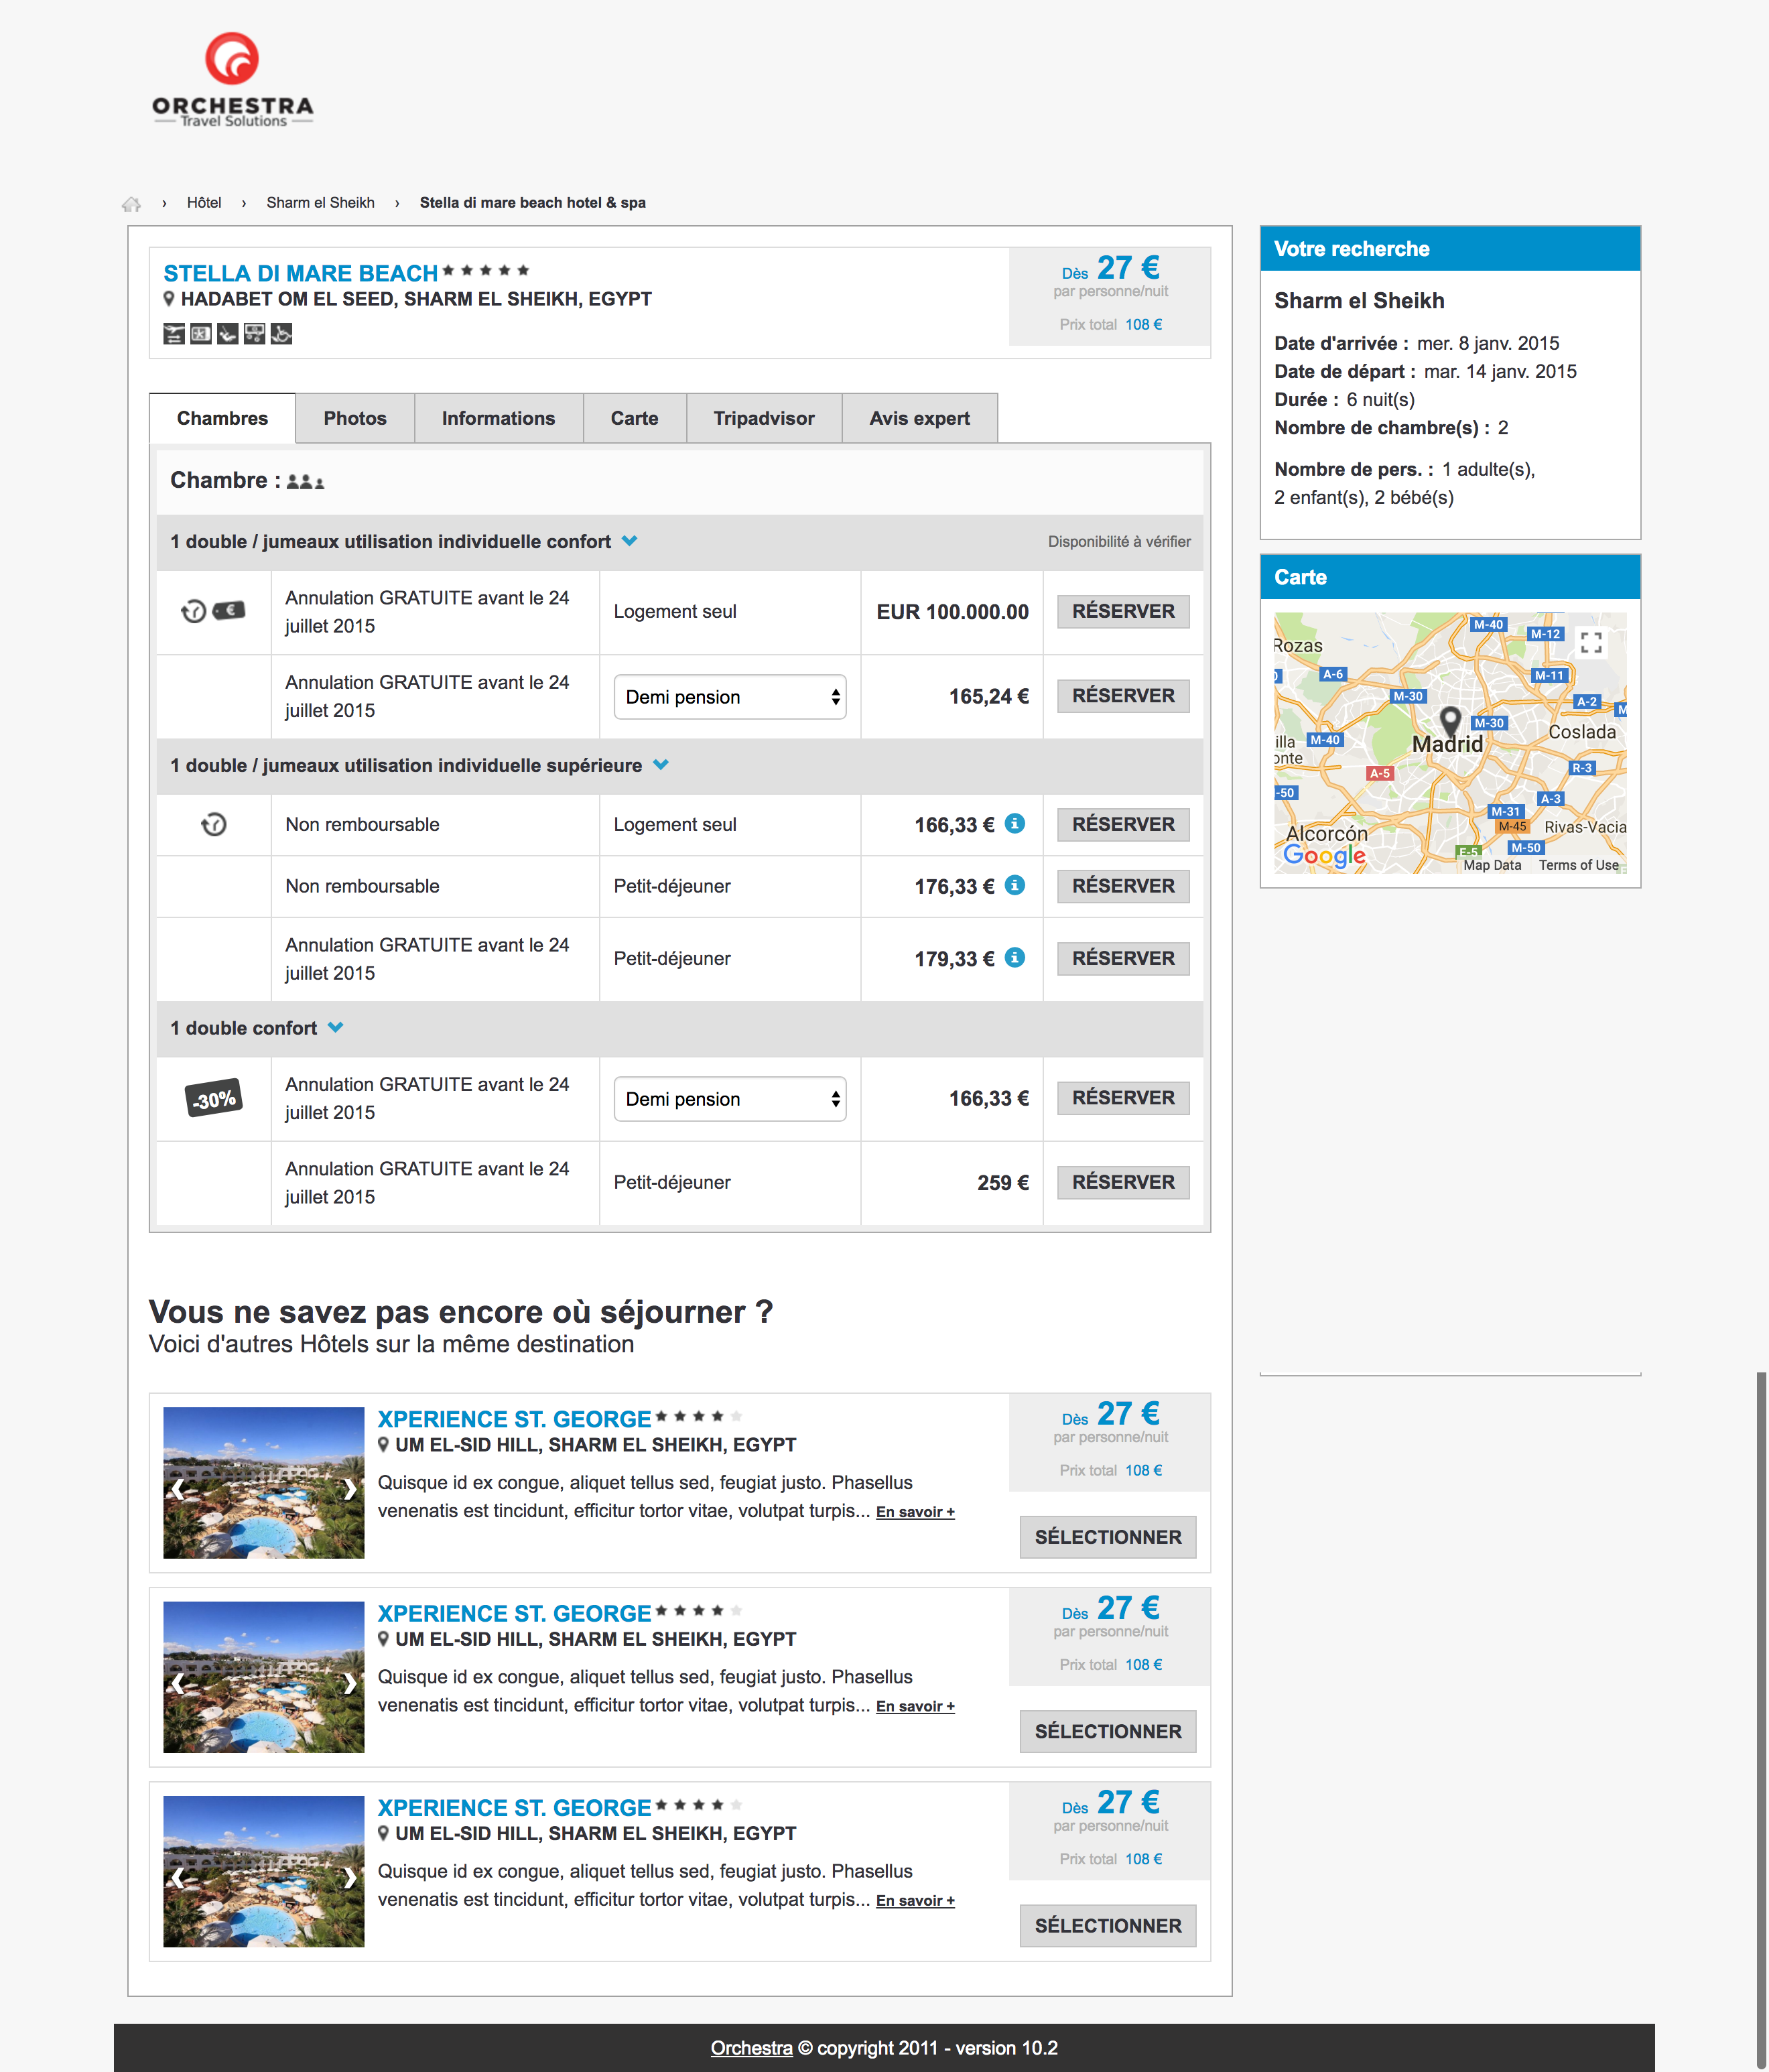 ORCHESTRA
Travel Solutions
› Hôtel › Sharm el Sheikh › Stella di mare beach hotel & spa
STELLA DI MARE BEACH
HADABET OM EL SEED, SHARM EL SHEIKH, EGYPT
Dès 27 €
par personne/nuit
Prix total 108 €
Chambres Photos Informations Carte Tripadvisor Avis expert
Chambre :
1 double / jumeaux utilisation individuelle confort Disponibilité à vérifier
Annulation GRATUITE avant le 24
juillet 2015
Logement seul
EUR 100.000.00
RÉSERVER
Annulation GRATUITE avant le 24
juillet 2015
Demi pension
165,24 €
RÉSERVER
1 double / jumeaux utilisation individuelle supérieure
Non remboursable Logement seul 166,33 € RÉSERVER
Non remboursable Petit-déjeuner 176,33 € RÉSERVER
Annulation GRATUITE avant le 24
juillet 2015
Petit-déjeuner
179,33 €
RÉSERVER
1 double confort
-30%
Annulation GRATUITE avant le 24
juillet 2015
Demi pension
166,33 €
RÉSERVER
Annulation GRATUITE avant le 24
juillet 2015
Petit-déjeuner
259 €
RÉSERVER
Vous ne savez pas encore où séjourner ?
Voici d'autres Hôtels sur la même destination
XPERIENCE ST. GEORGE
UM EL-SID HILL, SHARM EL SHEIKH, EGYPT
Quisque id ex congue, aliquet tellus sed, feugiat justo. Phasellus
venenatis est tincidunt, efficitur tortor vitae, volutpat turpis... En savoir +
Dès 27 €
par personne/nuit
Prix total 108 €
SÉLECTIONNER
XPERIENCE ST. GEORGE
UM EL-SID HILL, SHARM EL SHEIKH, EGYPT
Quisque id ex congue, aliquet tellus sed, feugiat justo. Phasellus
venenatis est tincidunt, efficitur tortor vitae, volutpat turpis... En savoir +
Dès 27 €
par personne/nuit
Prix total 108 €
SÉLECTIONNER
XPERIENCE ST. GEORGE
UM EL-SID HILL, SHARM EL SHEIKH, EGYPT
Quisque id ex congue, aliquet tellus sed, feugiat justo. Phasellus
venenatis est tincidunt, efficitur tortor vitae, volutpat turpis... En savoir +
Dès 27 €
par personne/nuit
Prix total 108 €
SÉLECTIONNER
Votre recherche
Sharm el Sheikh
Date d'arrivée : mer. 8 janv. 2015
Date de départ : mar. 14 janv. 2015
Durée : 6 nuit(s)
Nombre de chambre(s) : 2
Nombre de pers. : 1 adulte(s),
2 enfant(s), 2 bébé(s)
Carte
M-40
M-12
Rozas
A-6
M-11
M-30
A-2
M-30
Coslada
illa
M-40
Madrid
onte
A-5
R-3
-50
A-3
M-31
M-45
Rivas-Vacia
Alcorcón
M-50
Google
E-5
Map Data Terms of Use
Orchestra © copyright 2011 - version 10.2